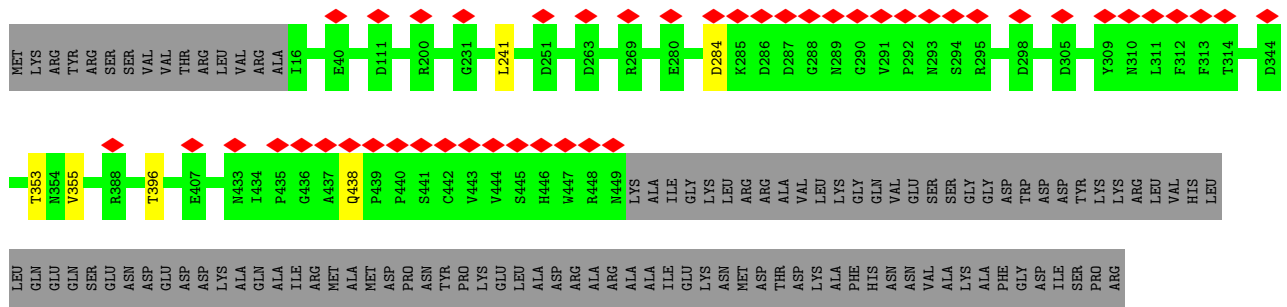 MET LYS ARG TYR ARG SER SER VAL VAL THR ARG LEU VAL ARG ALA I16 E40 D111 R200 G231 L241 D251 D263 R269 E280 D284 K285 D286 D287 G288 N289 G290 V291 P292 N293 S294 R295 D298 D305 Y309 N310 L311 F312 F313 T314 D344
T353 N354 V355 R388 T396 E407 N433 I434 P435 G436 A437 Q438 P439 P440 S441 C442 V443 V444 S445 H446 W447 R448 N449 LYS ALA ILE GLY LYS LEU ARG ARG ALA VAL LEU LYS GLY GLN VAL GLU SER SER GLY GLY ASP TRP ASP ASP TYR LYS LYS ARG LEU VAL HIS LEU
LEU GLN GLU GLN SER GLU ASN ASP GLU ASP ASP LYS ALA GLN ALA ILE ARG MET ALA MET ASP PRO ASN TYR PRO LYS GLU LEU ALA ASP ARG ALA ARG ALA ALA ALA ILE GLU LYS ASN MET ASP THR ASP LYS ALA PHE HIS ASN ASN VAL ALA LYS ALA PHE GLY ASP ILE SER PRO ARG